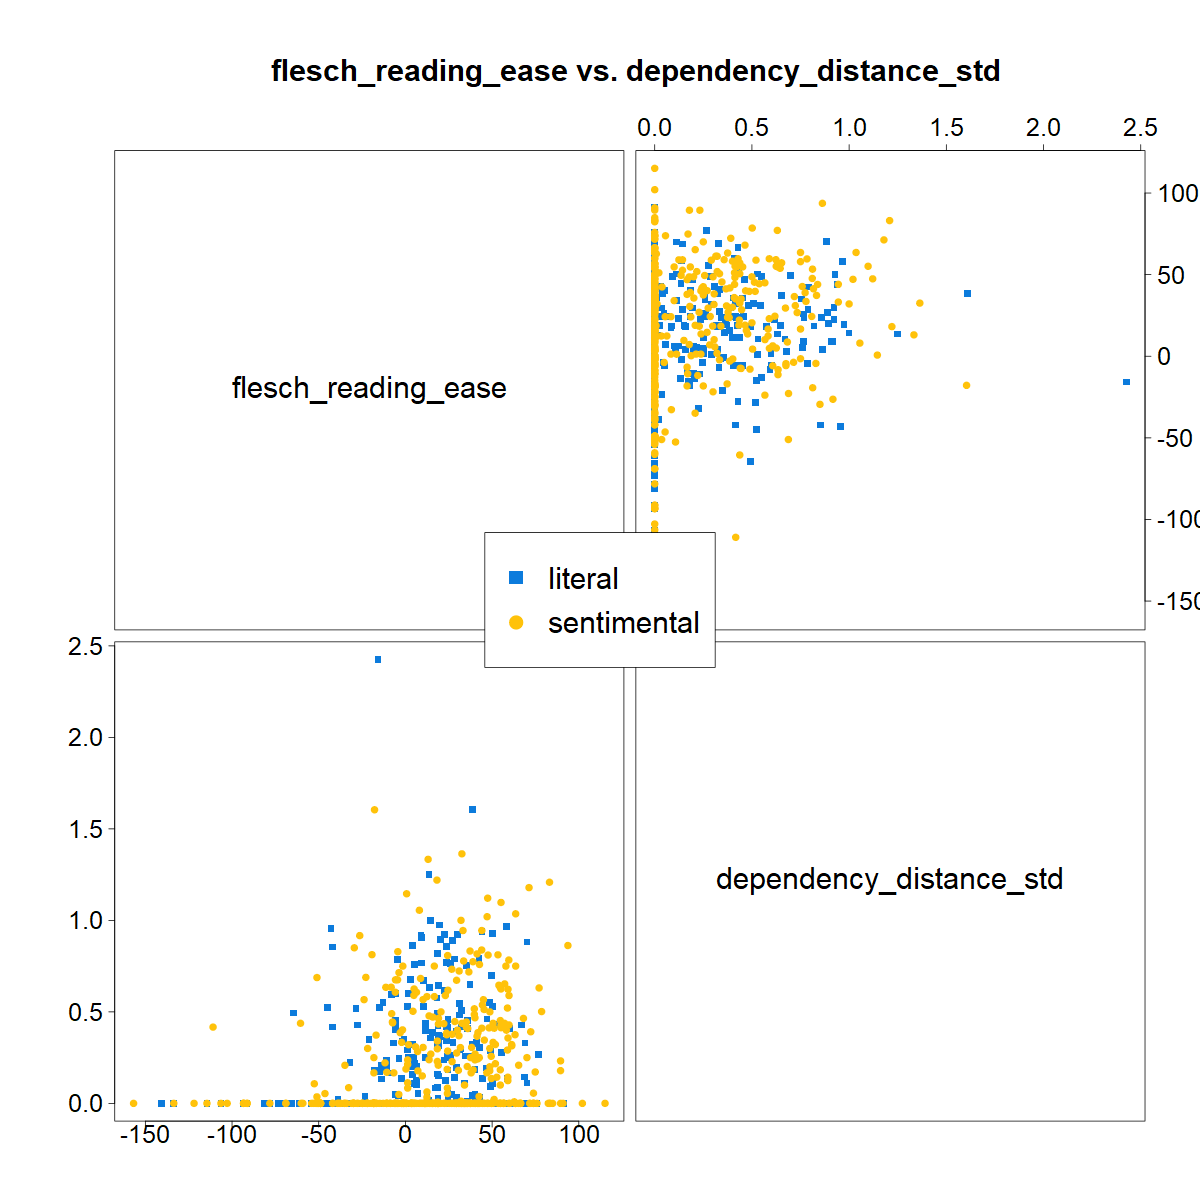 flesch_reading_ease vs. dependency_distance_std
0.0 0.5 1.0 1.5 2.0 2.5
100
50
0
-50
-100
-150
flesch_reading_ease
literal
sentimental
2.5
2.0
1.5
1.0
0.5
0.0
dependency_distance_std
-150 -100 -50 0 50 100